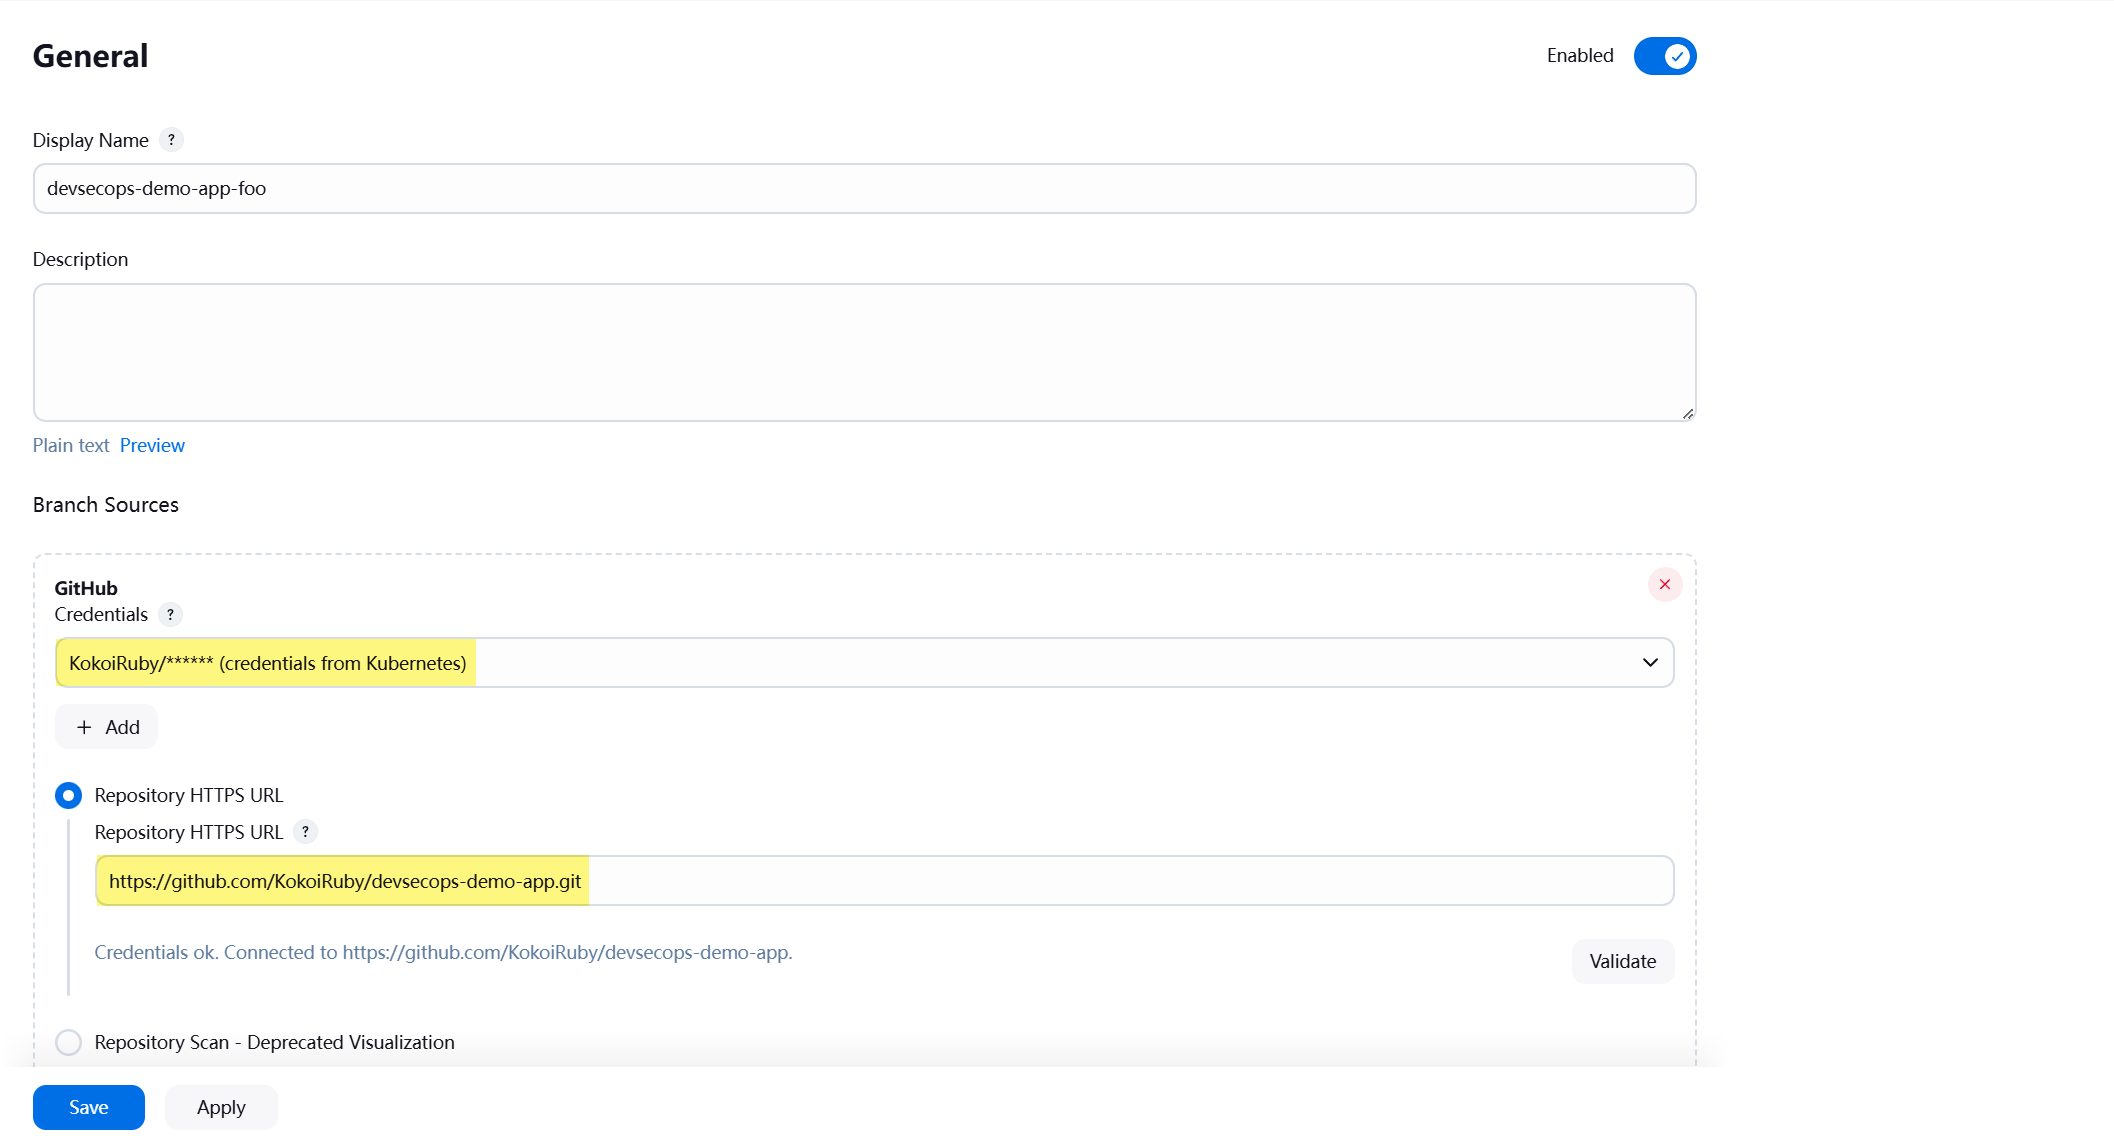 General
Enabled
Display Name ?
devsecops-demo-app-foo
Description
Plain text Preview
Branch Sources
GitHub
Credentials ?
KokoiRuby/****** (credentials from Kubernetes)
+ Add
Repository HTTPS URL
Repository HTTPS URL ?
https://github.com/KokoiRuby/devsecops-demo-app.git
Credentials ok. Connected to https://github.com/KokoiRuby/devsecops-demo-app.
Validate
Repository Scan - Deprecated Visualization
Save Apply